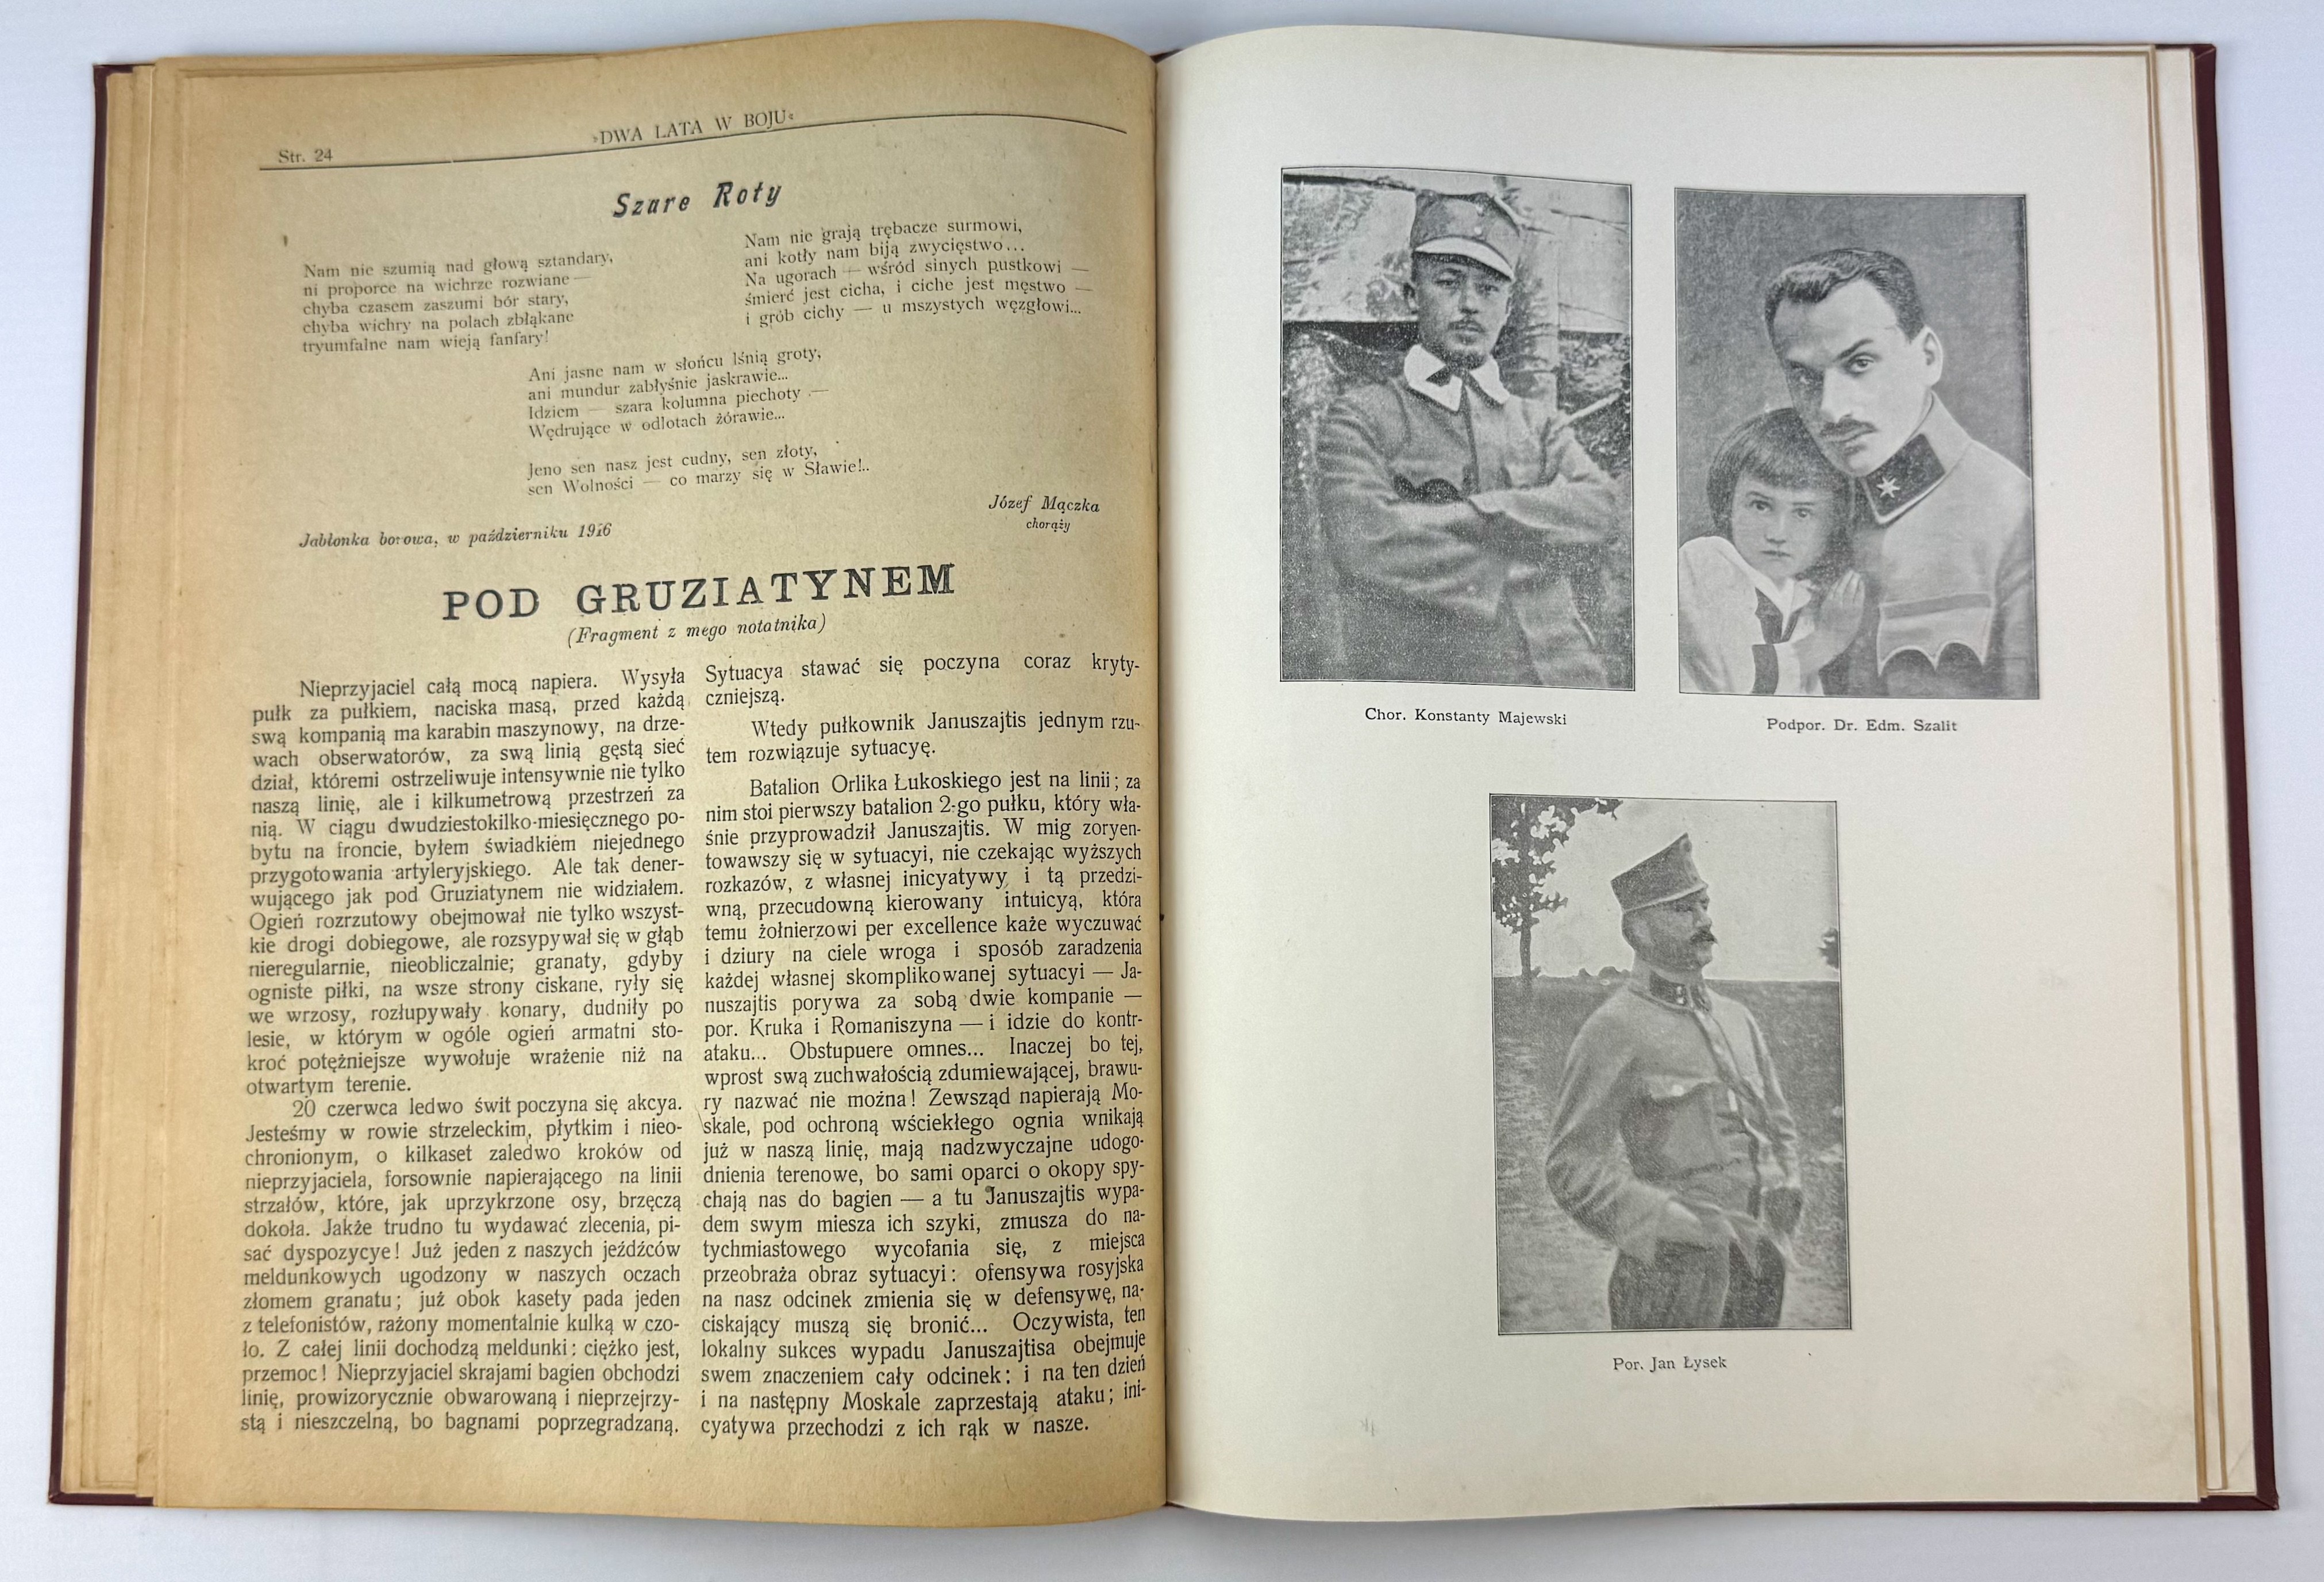 Str. 24
»DWA LATA W BOJU«
Szare Roty
Nam nie szumią nad głową sztandary,
ni proporce na wichrze rozwiane —
chyba czasem zaszumi bór stary,
chyba wichry na polach zbłąkane
tryumfalne nam wieją fanfary!
Nam nie grają trębacze surmowi,
ani kotły nam biją zwycięstwo...
Na ugorach — wśród sinych pustkowi —
śmierć jest cicha, i ciche jest męstwo —
i grób cichy — u mszystych węzgłowi...
Ani jasne nam w słońcu lśnią groty,
ani mundur zabłyśnie jaskrawie...
Idziem — szara kolumna piechoty —
Wędrujące w odlotach żórawie...
Jeno sen nasz jest cudny, sen złoty,
sen Wolności — co marzy się w Sławie!..
Józef Mączka
chorąży
Jabłonka borowa, w październiku 1916
POD GRUZIATYNEM
(Fragment z mego notatnika)
Nieprzyjaciel całą mocą napiera. Wysyła
pułk za pułkiem, naciska masą, przed każdą
swą kompanią ma karabin maszynowy, na drze-
wach obserwatorów, za swą linią gęstą sieć
dział, któremi ostrzeliwuje intensywnie nie tylko
naszą linię, ale i kilkumetrową przestrzeń za
nią. W ciągu dwudziestokilko-miesięcznego po-
bytu na froncie, byłem świadkiem niejednego
przygotowania artyleryjskiego. Ale tak dener-
wującego jak pod Gruziatynem nie widziałem.
Ogień rozrzutowy obejmował nie tylko wszyst-
kie drogi dobiegowe, ale rozsypywał się w głąb
nieregularnie, nieobliczalnie; granaty, gdyby
ogniste piłki, na wsze strony ciskane, ryły się
we wrzosy, rozłupywały konary, dudniły po
lesie, w którym w ogóle ogień armatni sto-
kroć potężniejsze wywołuje wrażenie niż na
otwartym terenie.
20 czerwca ledwo świt poczyna się akcya.
Jesteśmy w rowie strzeleckim, płytkim i nieo-
chronionym, o kilkaset zaledwo kroków od
nieprzyjaciela, forsownie napierającego na linii
strzałów, które, jak uprzykrzone osy, brzęczą
dokoła. Jakże trudno tu wydawać zlecenia, pi-
sać dyspozycye! Już jeden z naszych jeźdźców
meldunkowych ugodzony w naszych oczach
złomem granatu; już obok kasety pada jeden
z telefonistów, rażony momentalnie kulką w czo-
ło. Z całej linii dochodzą meldunki: ciężko jest,
przemoc! Nieprzyjaciel skrajami bagien obchodzi
linię, prowizorycznie obwarowaną i nieprzejrzy-
stą i nieszczelną, bo bagnami poprzegradzaną.
Sytuacya stawać się poczyna coraz kryty-
czniejszą.
Wtedy pułkownik Januszajtis jednym rzu-
tem rozwiązuje sytuacyę.
Batalion Orlika Łukoskiego jest na linii; za
nim stoi pierwszy batalion 2-go pułku, który wła-
śnie przyprowadził Januszajtis. W mig zoryen-
towawszy się w sytuacyi, nie czekając wyższych
rozkazów, z własnej inicyatywy i tą przedzi-
wną, przecudowną kierowany intuicyą, która
temu żołnierzowi per excellence każe wyczuwać
i dziury na ciele wroga i sposób zaradzenia
każdej własnej skomplikowanej sytuacyi — Ja-
nuszajtis porywa za sobą dwie kompanie —
por. Kruka i Romaniszyna — i idzie do kontr-
ataku... Obstupuere omnes... Inaczej bo tej,
wprost swą zuchwałością zdumiewającej, brawu-
ry nazwać nie można! Zewsząd napierają Mo-
skale, pod ochroną wściekłego ognia wnikają
już w naszą linię, mają nadzwyczajne udogo-
dnienia terenowe, bo sami oparci o okopy spy-
chają nas do bagien — a tu Januszajtis wypa-
dem swym miesza ich szyki, zmusza do na-
tychmiastowego wycofania się, z miejsca
przeobraża obraz sytuacyi: ofensywa rosyjska
na nasz odcinek zmienia się w defensywę, na-
ciskający muszą się bronić... Oczywista, ten
lokalny sukces wypadu Januszajtisa obejmuje
swem znaczeniem cały odcinek: i na ten dzień
i na następny Moskale zaprzestają ataku; ini-
cyatywa przechodzi z ich rąk w nasze.
Chor. Konstanty Majewski
Podpor. Dr. Edm. Szalit
Por. Jan Łysek